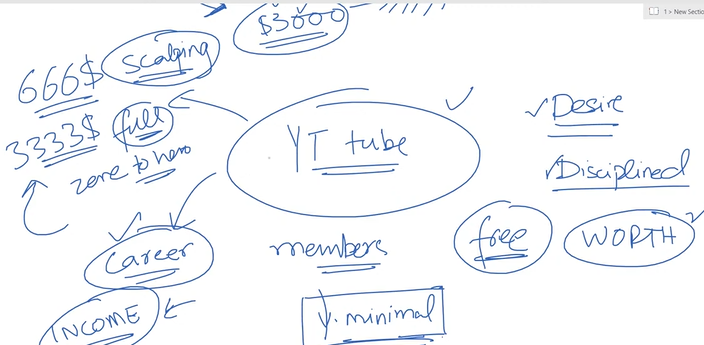 $3000
1 > New Sectio
666$ scalping
3333$ full
zero to hero
YT tube
Desire
Disciplined
career
members
free
WORTH
INCOME
v. minimal